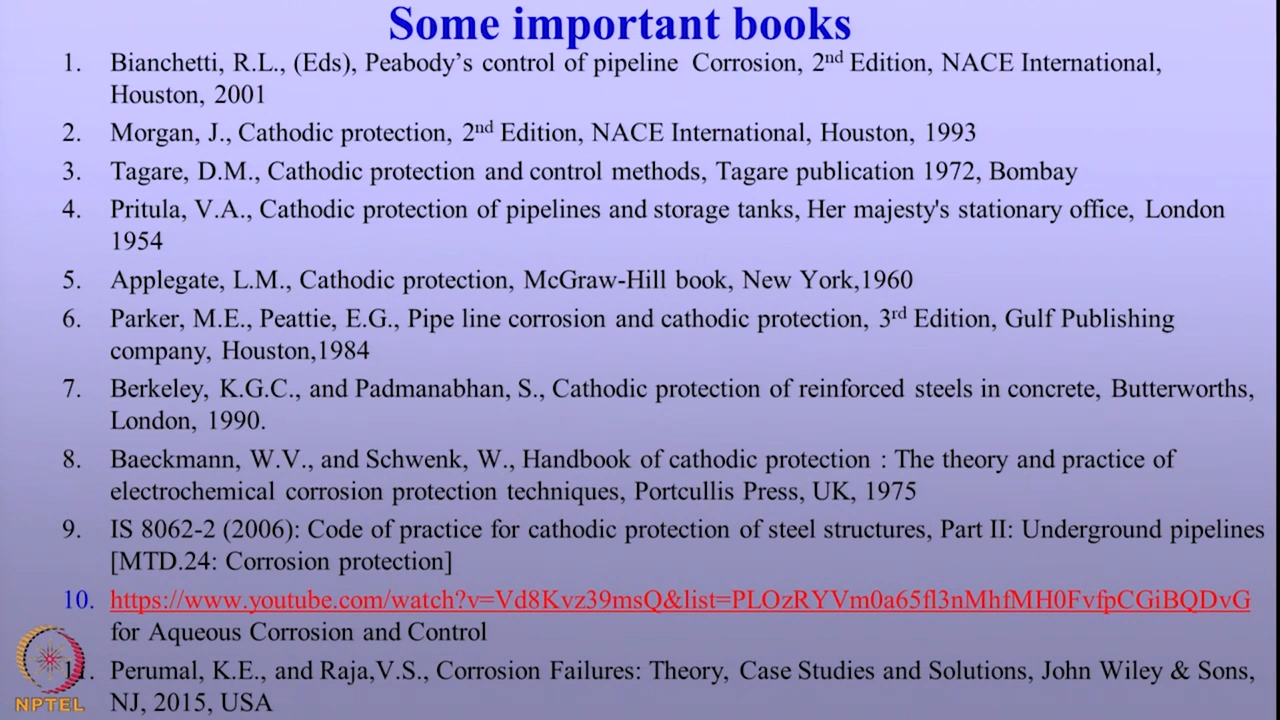 Some important books
1. Bianchetti, R.L., (Eds), Peabody's control of pipeline Corrosion, 2nd Edition, NACE International,
Houston, 2001
2. Morgan, J., Cathodic protection, 2nd Edition, NACE International, Houston, 1993
3. Tagare, D.M., Cathodic protection and control methods, Tagare publication 1972, Bombay
4. Pritula, V.A., Cathodic protection of pipelines and storage tanks, Her majesty's stationary office, London
1954
5. Applegate, L.M., Cathodic protection, McGraw-Hill book, New York,1960
6. Parker, M.E., Peattie, E.G., Pipe line corrosion and cathodic protection, 3rd Edition, Gulf Publishing
company, Houston,1984
7. Berkeley, K.G.C., and Padmanabhan, S., Cathodic protection of reinforced steels in concrete, Butterworths,
London, 1990.
8. Baeckmann, W.V., and Schwenk, W., Handbook of cathodic protection : The theory and practice of
electrochemical corrosion protection techniques, Portcullis Press, UK, 1975
9. IS 8062-2 (2006): Code of practice for cathodic protection of steel structures, Part II: Underground pipelines
[MTD.24: Corrosion protection]
10. https://www.youtube.com/watch?v=Vd8Kvz39msQ&list=PLOzRYVm0a65fl3nMhfMH0FvfpCGiBQDvG
for Aqueous Corrosion and Control
11. Perumal, K.E., and Raja,V.S., Corrosion Failures: Theory, Case Studies and Solutions, John Wiley & Sons,
NJ, 2015, USA
NPTEL